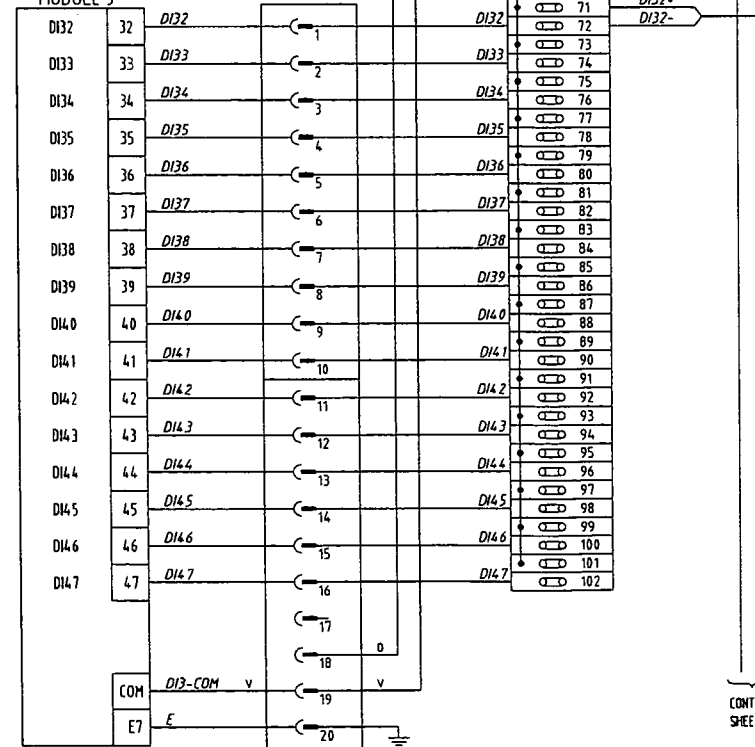 71 DI32+
DI32 32 DI32 1 DI32 72 DI32-
73
DI33 33 DI33 2 DI33 74
75
DI34 34 DI34 3 DI34 76
77
DI35 35 DI35 4 DI35 78
79
DI36 36 DI36 5 DI36 80
81
DI37 37 DI37 6 DI37 82
83
DI38 38 DI38 7 DI38 84
85
DI39 39 DI39 8 DI39 86
87
DI40 40 DI40 9 DI40 88
89
DI41 41 DI41 10 DI41 90
91
DI42 42 DI42 11 DI42 92
93
DI43 43 DI43 12 DI43 94
95
DI44 44 DI44 13 DI44 96
97
DI45 45 DI45 14 DI45 98
99
DI46 46 DI46 15 DI46 100
101
DI47 47 DI47 16 DI47 102
17
18 0
COM DI3-COM V 19 V
E7 E 20
CONT
SHEE